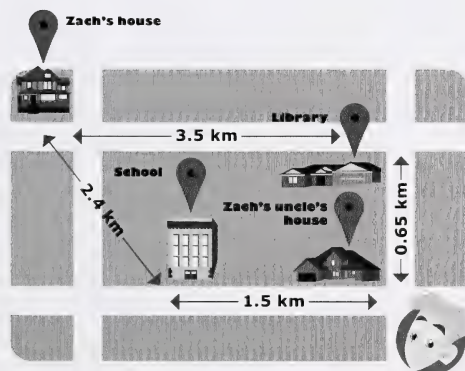 Zach's house
Library
3.5 km
School
2.4 km
Zach's uncle's
house
0.65 km
1.5 km